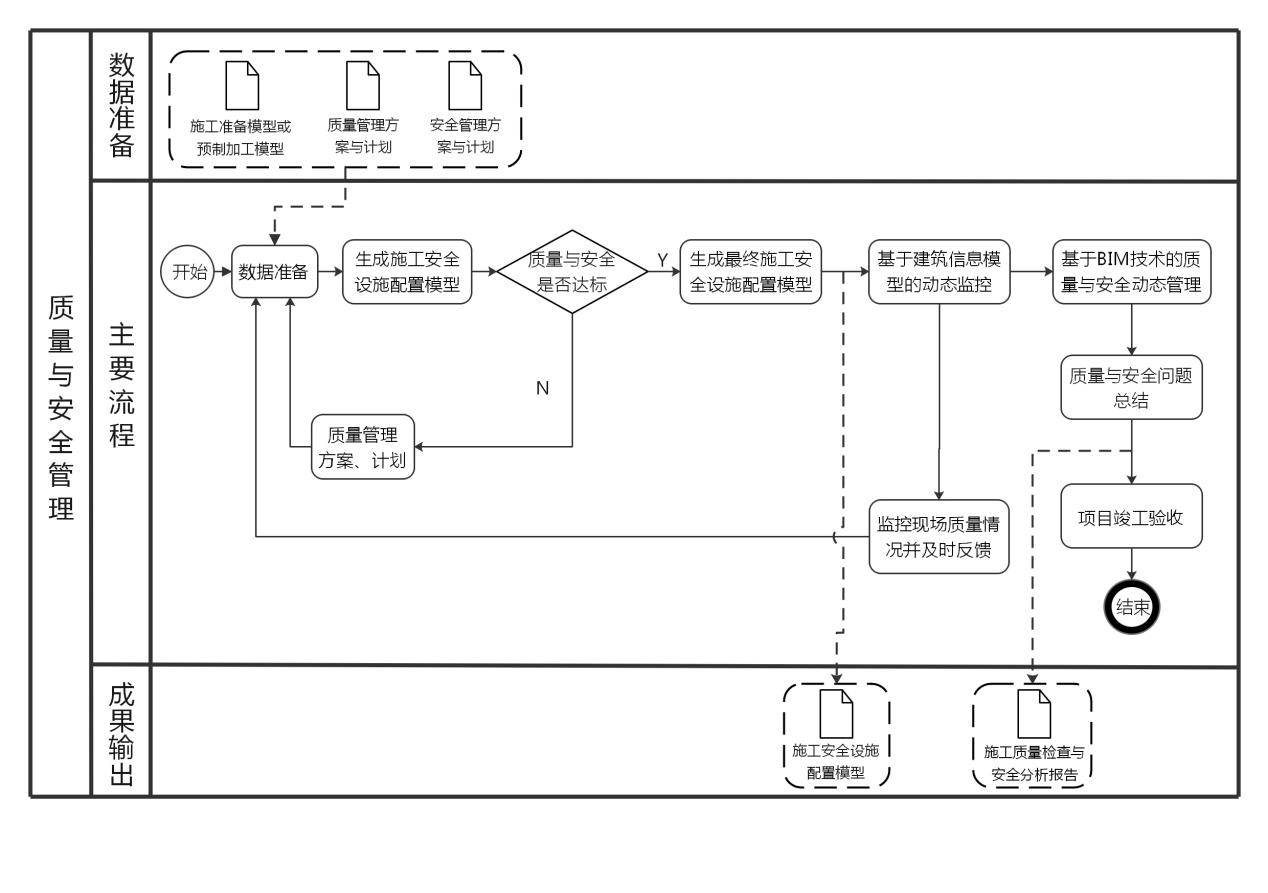 质量与安全管理
数据准备
施工准备模型或
预制加工模型
质量管理方
案与计划
安全管理方
案与计划
主要流程
开始
数据准备
生成施工安全
设施配置模型
质量与安全
是否达标
Y
生成最终施工安
全设施配置模型
基于建筑信息模
型的动态监控
基于BIM技术的质
量与安全动态管理
质量与安全问题
总结
N
质量管理
方案、计划
监控现场质量情
况并及时反馈
项目竣工验收
结束
成果输出
施工安全设施
配置模型
施工质量检查与
安全分析报告